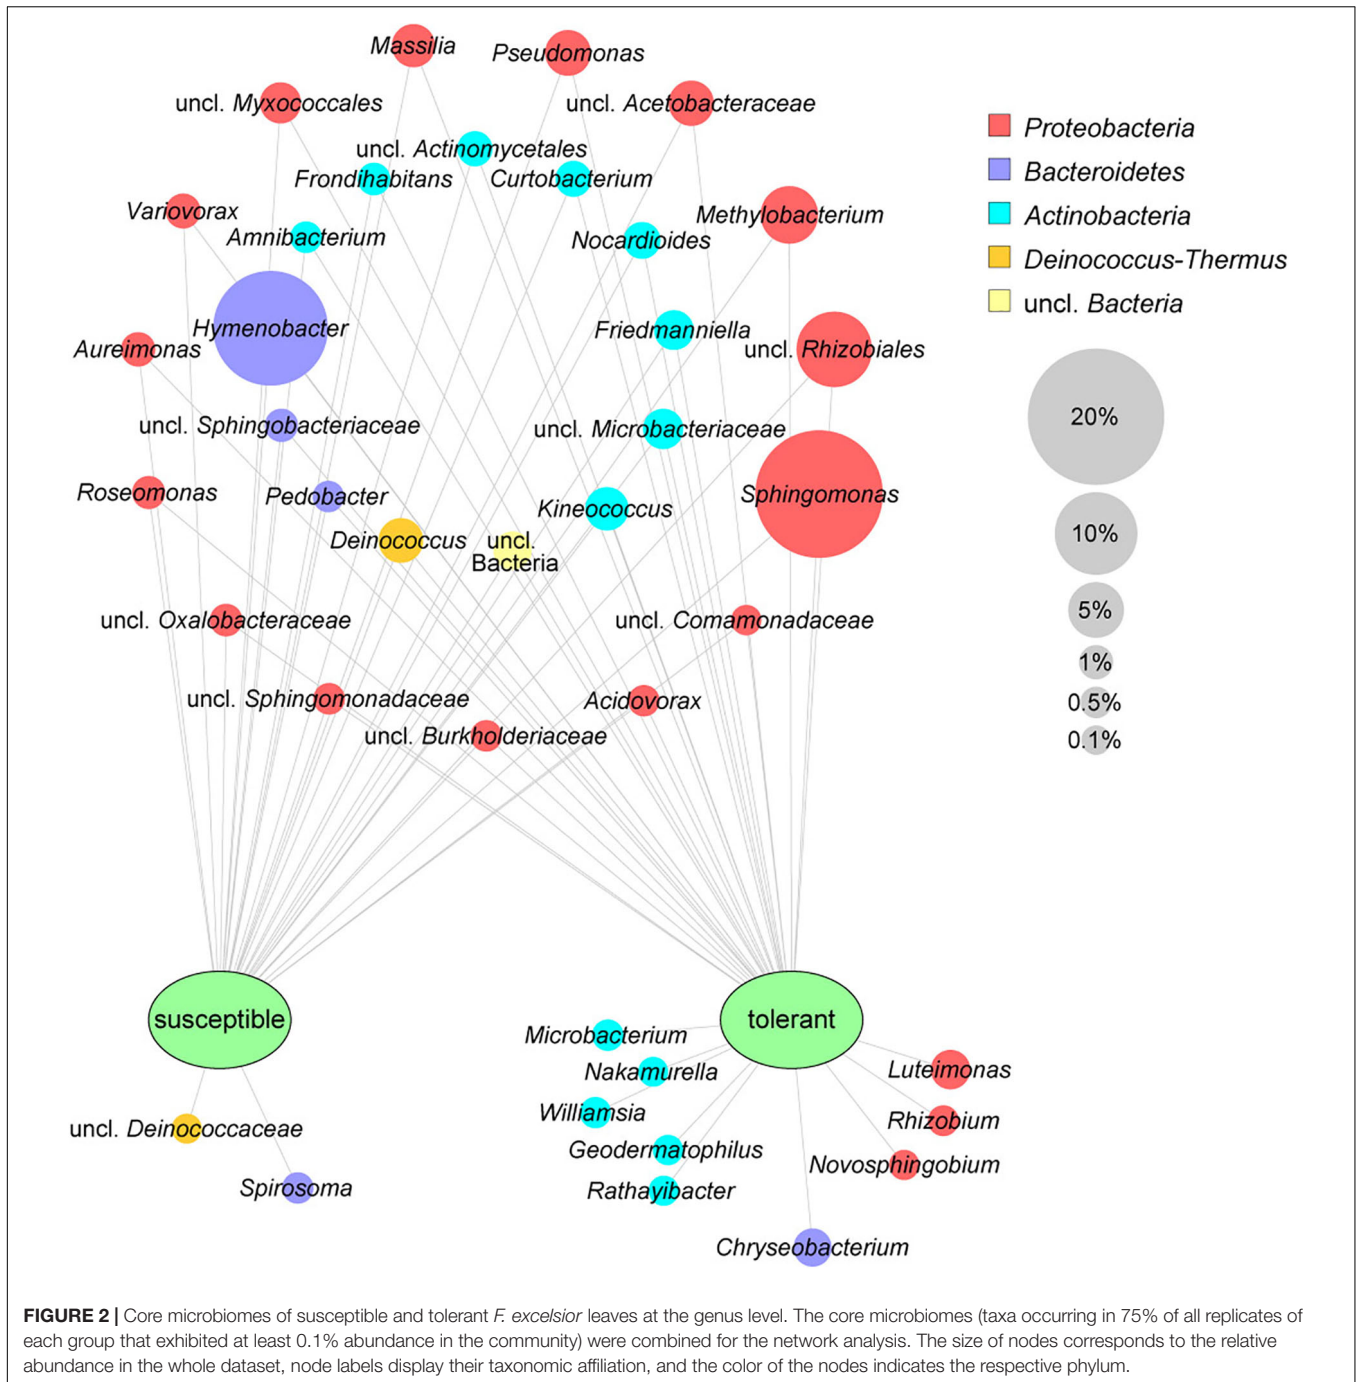 Massilia
Pseudomonas
uncl. Myxococcales
uncl. Acetobacteraceae
uncl. Actinomycetales
Frondihabitans
Curtobacterium
Variovorax
Amnibacterium
Nocardioides
Methylobacterium
Hymenobacter
Aureimonas
Friedmanniella
uncl. Rhizobiales
uncl. Sphingobacteriaceae
uncl. Microbacteriaceae
Roseomonas
Pedobacter
Kineococcus
Sphingomonas
Deinococcus
uncl.
Bacteria
uncl. Oxalobacteraceae
uncl. Comamonadaceae
uncl. Sphingomonadaceae
Acidovorax
uncl. Burkholderiaceae
Proteobacteria
Bacteroidetes
Actinobacteria
Deinococcus-Thermus
uncl. Bacteria
20%
10%
5%
1%
0.5%
0.1%
susceptible
tolerant
uncl. Deinococcaceae
Spirosoma
Microbacterium
Nakamurella
Williamsia
Geodermatophilus
Rathayibacter
Luteimonas
Rhizobium
Novosphingobium
Chryseobacterium
FIGURE 2 | Core microbiomes of susceptible and tolerant F. excelsior leaves at the genus level. The core microbiomes (taxa occurring in 75% of all replicates of
each group that exhibited at least 0.1% abundance in the community) were combined for the network analysis. The size of nodes corresponds to the relative
abundance in the whole dataset, node labels display their taxonomic affiliation, and the color of the nodes indicates the respective phylum.